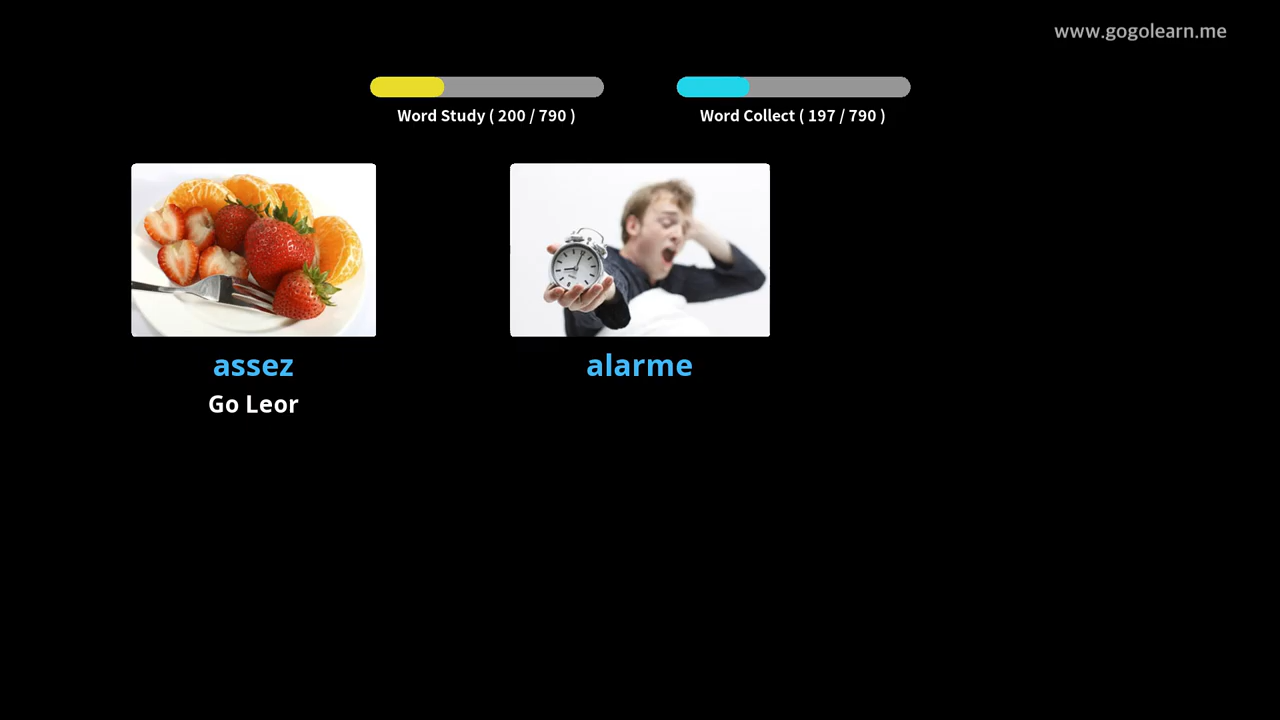 www.gogolearn.me
Word Study ( 200 / 790 )
Word Collect ( 197 / 790 )
assez
alarme
Go Leor